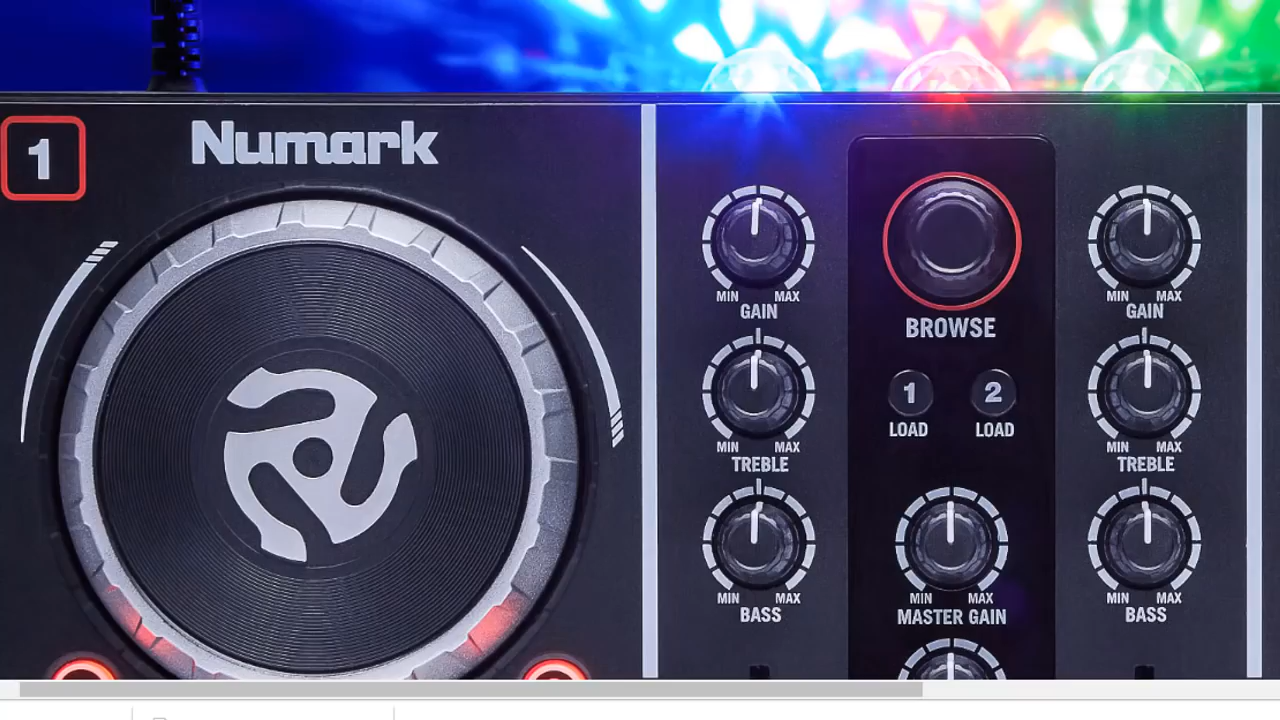 1
Numark
MIN MAX
GAIN
BROWSE
MIN MAX
GAIN
1 2
LOAD LOAD
MIN MAX
TREBLE
MIN MAX
TREBLE
MIN MAX
BASS
MIN MAX
MASTER GAIN
MIN MAX
BASS